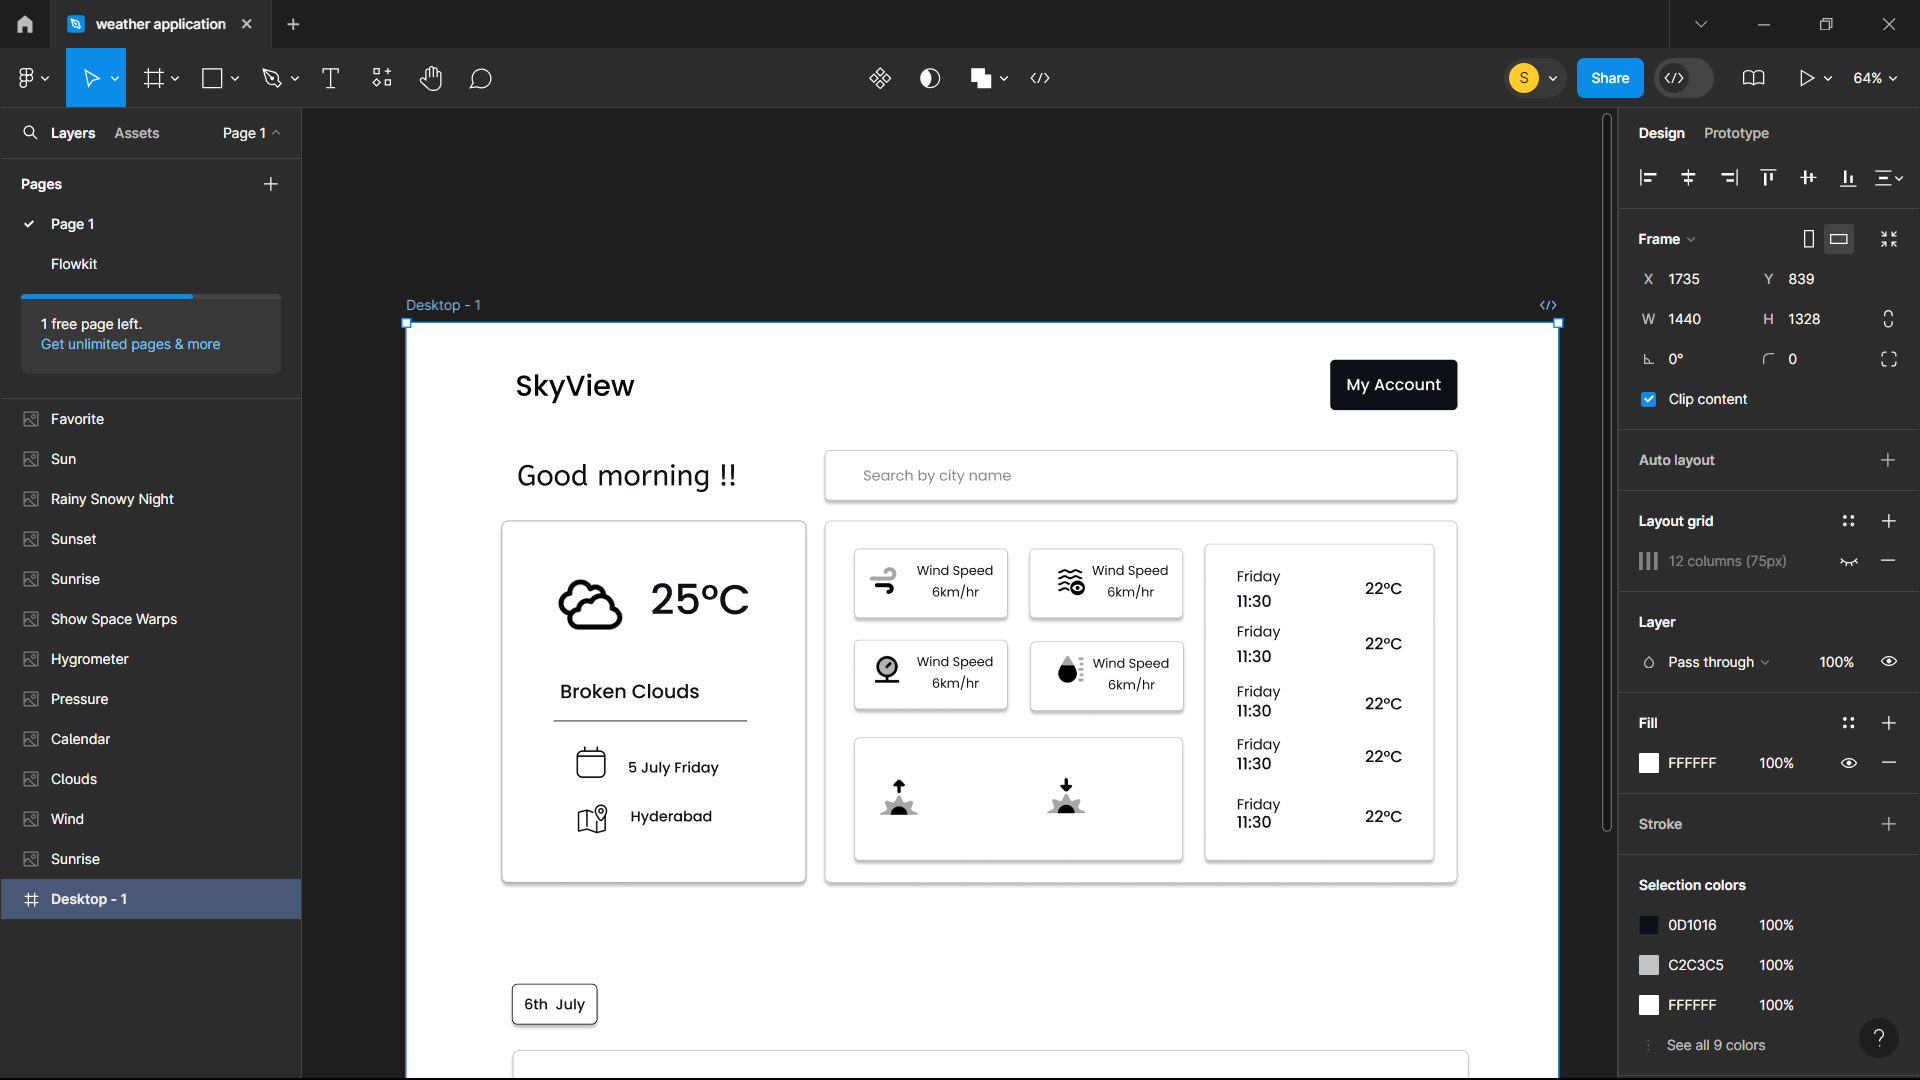 weather application
S
Share
64%
Layers Assets Page 1
Pages
Page 1
Flowkit
1 free page left.
Get unlimited pages & more
Favorite
Sun
Rainy Snowy Night
Sunset
Sunrise
Show Space Warps
Hygrometer
Pressure
Calendar
Clouds
Wind
Sunrise
Desktop - 1
Desktop - 1
SkyView
My Account
Good morning !!
Search by city name
25°C
Broken Clouds
5 July Friday
Hyderabad
Wind Speed
6km/hr
Wind Speed
6km/hr
Wind Speed
6km/hr
Wind Speed
6km/hr
Friday
11:30
22°C
Friday
11:30
22°C
Friday
11:30
22°C
Friday
11:30
22°C
Friday
11:30
22°C
6th July
Design Prototype
Frame
X 1735 Y 839
W 1440 H 1328
0° 0
Clip content
Auto layout
Layout grid
12 columns (75px)
Layer
Pass through 100%
Fill
FFFFFF 100%
Stroke
Selection colors
0D1016 100%
C2C3C5 100%
FFFFFF 100%
See all 9 colors
?